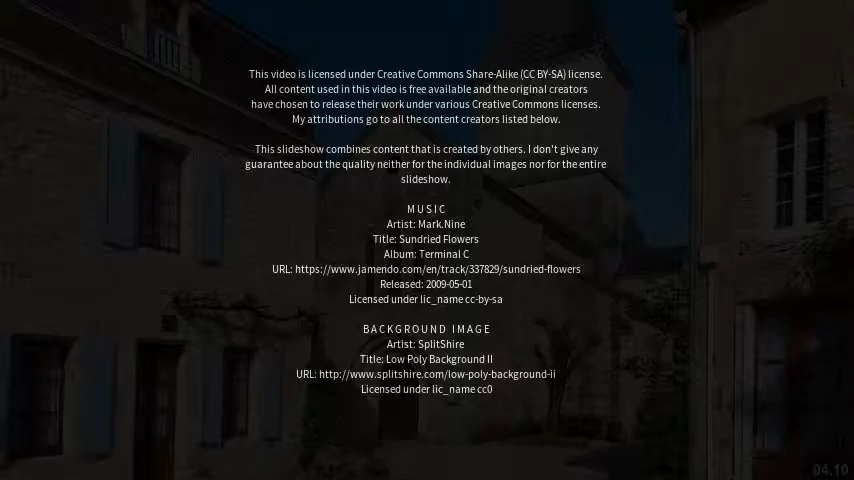 This video is licensed under Creative Commons Share-Alike (CC BY-SA) license.
All content used in this video is free available and the original creators
have chosen to release their work under various Creative Commons licenses.
My attributions go to all the content creators listed below.
This slideshow combines content that is created by others. I don't give any
guarantee about the quality neither for the individual images nor for the entire
slideshow.
MUSIC
Artist: Mark.Nine
Title: Sundried Flowers
Album: Terminal C
URL: https://www.jamendo.com/en/track/337829/sundried-flowers
Released: 2009-05-01
Licensed under lic_name cc-by-sa
BACKGROUND IMAGE
Artist: SplitShire
Title: Low Poly Background II
URL: http://www.splitshire.com/low-poly-background-ii
Licensed under lic_name cc0
04.10